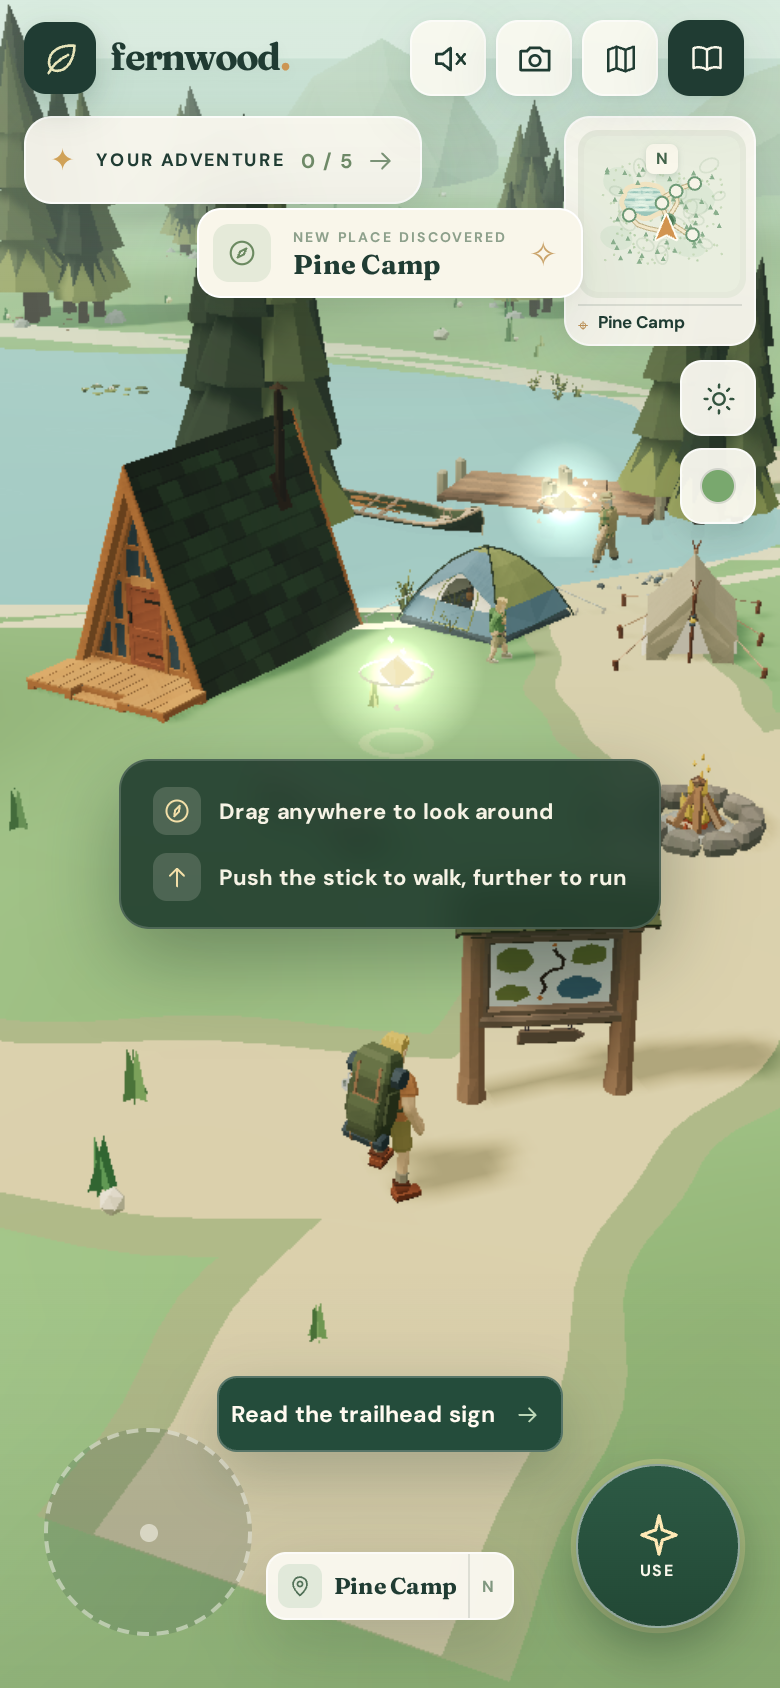 fernwood.
YOUR ADVENTURE 0 / 5
N
NEW PLACE DISCOVERED
Pine Camp
Pine Camp
Drag anywhere to look around
Push the stick to walk, further to run
Read the trailhead sign
USE
Pine Camp N